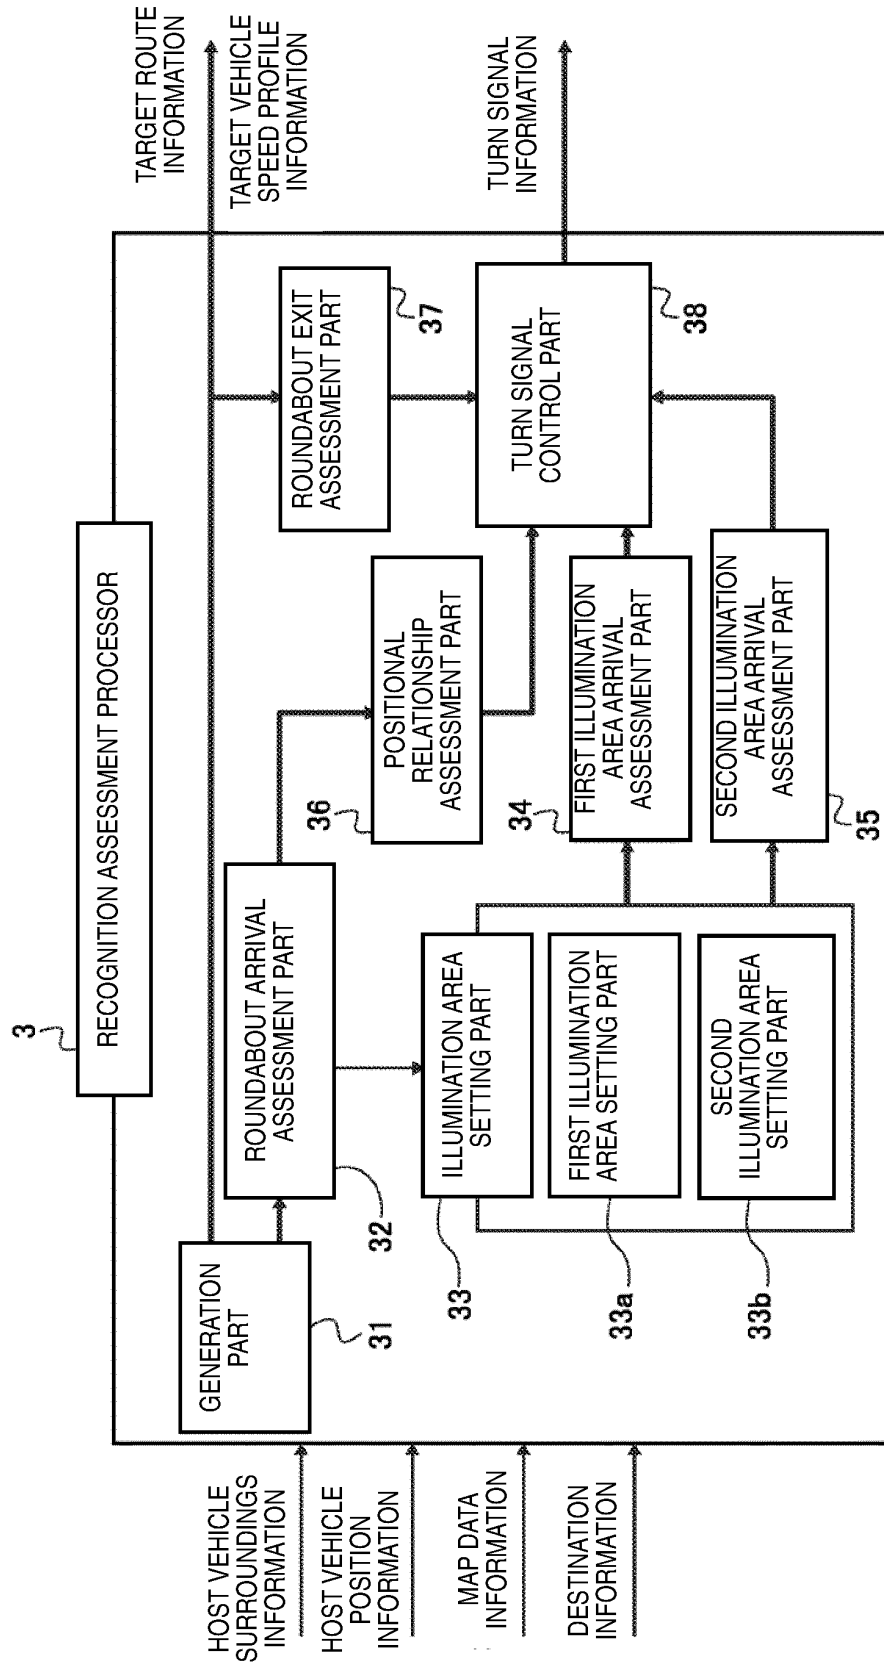 3
RECOGNITION ASSESSMENT PROCESSOR
HOST VEHICLE
SURROUNDINGS
INFORMATION
HOST VEHICLE
POSITION
INFORMATION
MAP DATA
INFORMATION
DESTINATION
INFORMATION
GENERATION
PART
31
ROUNDABOUT ARRIVAL
ASSESSMENT PART
32
ILLUMINATION AREA
SETTING PART
33
FIRST ILLUMINATION
AREA SETTING PART
33a
SECOND
ILLUMINATION AREA
SETTING PART
33b
POSITIONAL
RELATIONSHIP
ASSESSMENT PART
36
FIRST ILLUMINATION
AREA ARRIVAL
ASSESSMENT PART
34
SECOND ILLUMINATION
AREA ARRIVAL
ASSESSMENT PART
35
ROUNDABOUT EXIT
ASSESSMENT PART
37
TURN SIGNAL
CONTROL PART
38
TARGET ROUTE
INFORMATION
TARGET VEHICLE
SPEED PROFILE
INFORMATION
TURN SIGNAL
INFORMATION